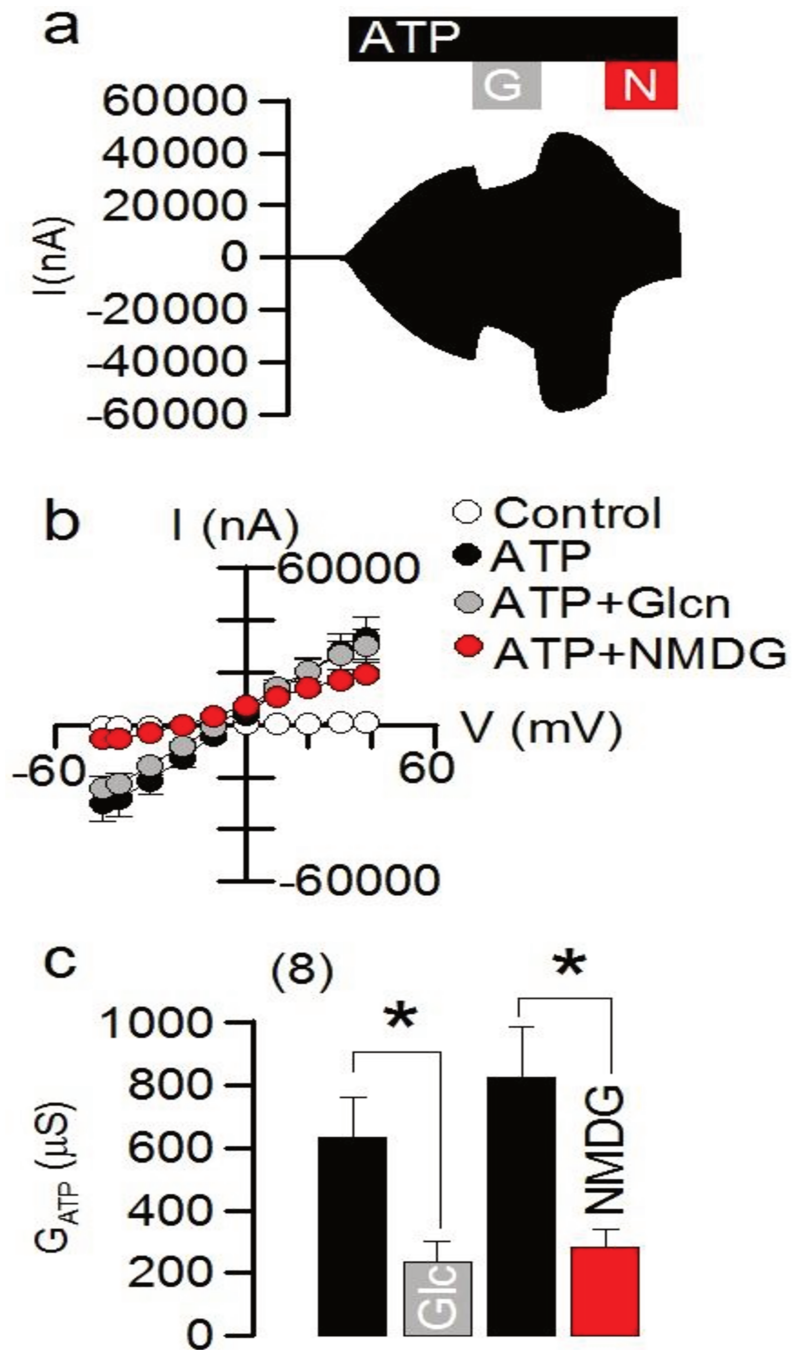 a
ATP
G N
60000
40000
20000
0
-20000
-40000
-60000
I(nA)
b
I (nA)
60000
-60
60
V (mV)
-60000
Control
ATP
ATP+Glcn
ATP+NMDG
c
(8)
* *
1000
800
600
400
200
0
GATP (µS)
Glc
NMDG